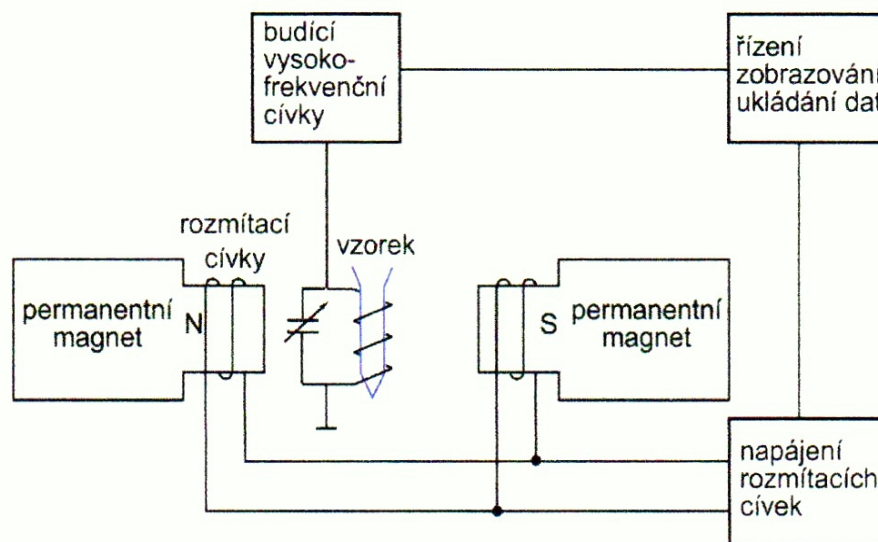 budící
vysoko-
frekvenční
cívky
řízení
zobrazování
ukládání dat
rozmítací
cívky
vzorek
permanentní
magnet
N
S
permanentní
magnet
napájení
rozmítacích
cívek